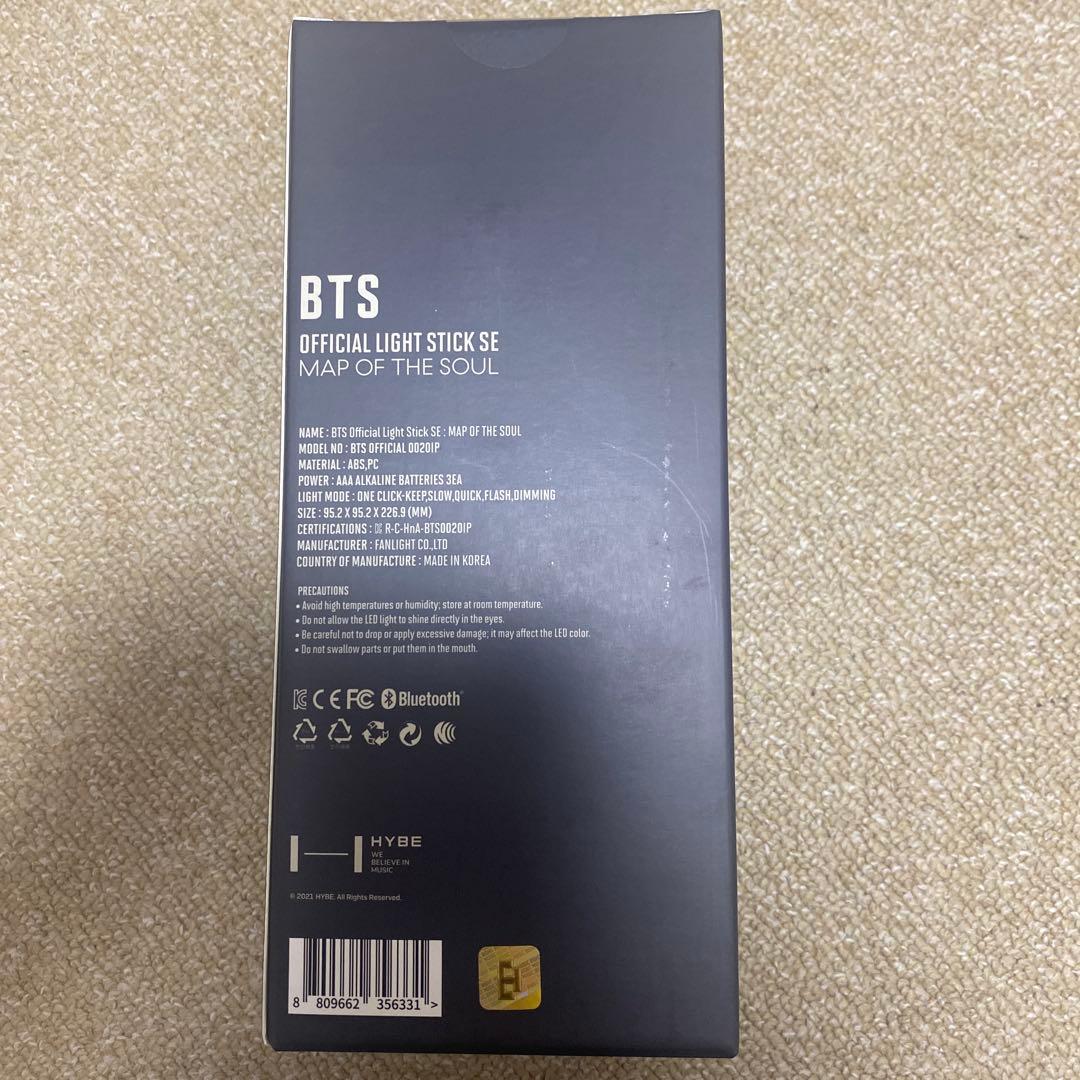 BTS
OFFICIAL LIGHT STICK SE
MAP OF THE SOUL
NAME : BTS Official Light Stick SE : MAP OF THE SOUL
MODEL NO : BTS OFFICIAL 0020IP
MATERIAL : ABS,PC
POWER : AAA ALKALINE BATTERIES 3EA
LIGHT MODE : ONE CLICK-KEEP,SLOW,QUICK,FLASH,DIMMING
SIZE : 95.2 X 95.2 X 226.9 (MM)
CERTIFICATIONS : R-C-HnA-BTS0020IP
MANUFACTURER : FANLIGHT CO.,LTD
COUNTRY OF MANUFACTURE : MADE IN KOREA
PRECAUTIONS
• Avoid high temperatures or humidity; store at room temperature.
• Do not allow the LED light to shine directly in the eyes.
• Be careful not to drop or apply excessive damage; it may affect the LED color.
• Do not swallow parts or put them in the mouth.
CE FC Bluetooth
HYBE
WE
BELIEVE IN
MUSIC
© 2021 HYBE. All Rights Reserved.
8 809662 356331 >